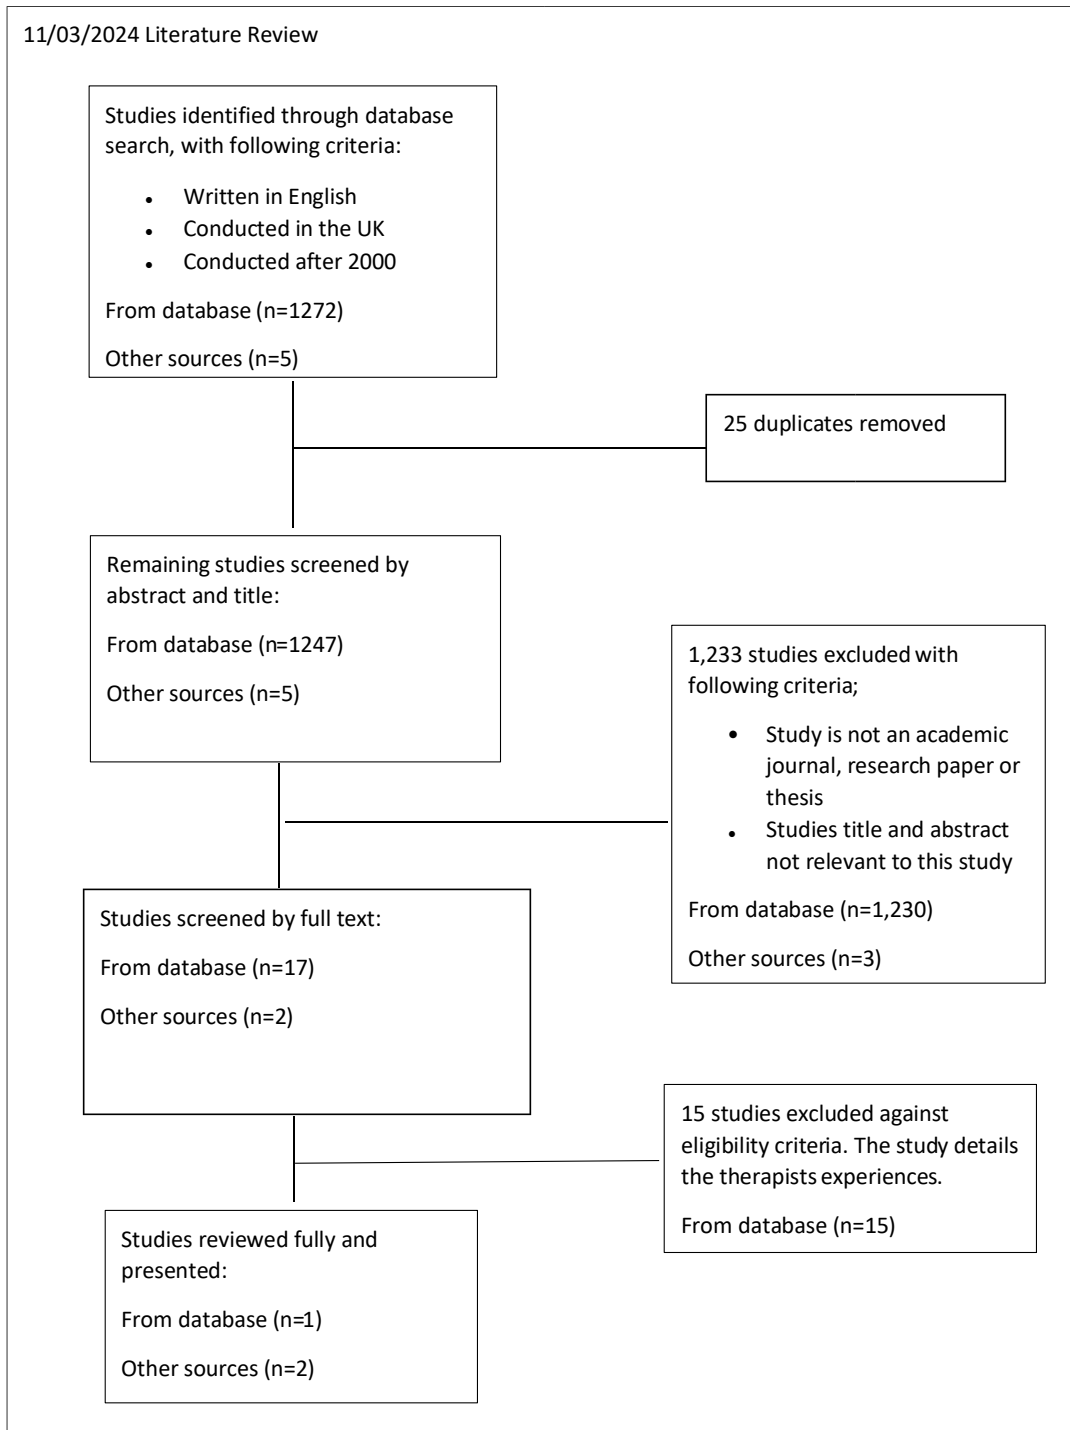 11/03/2024 Literature Review
Studies identified through database
search, with following criteria:
• Written in English
• Conducted in the UK
• Conducted after 2000
From database (n=1272)
Other sources (n=5)
25 duplicates removed
Remaining studies screened by
abstract and title:
From database (n=1247)
Other sources (n=5)
1,233 studies excluded with
following criteria;
• Study is not an academic
journal, research paper or
thesis
• Studies title and abstract
not relevant to this study
From database (n=1,230)
Other sources (n=3)
Studies screened by full text:
From database (n=17)
Other sources (n=2)
15 studies excluded against
eligibility criteria. The study details
the therapists experiences.
From database (n=15)
Studies reviewed fully and
presented:
From database (n=1)
Other sources (n=2)